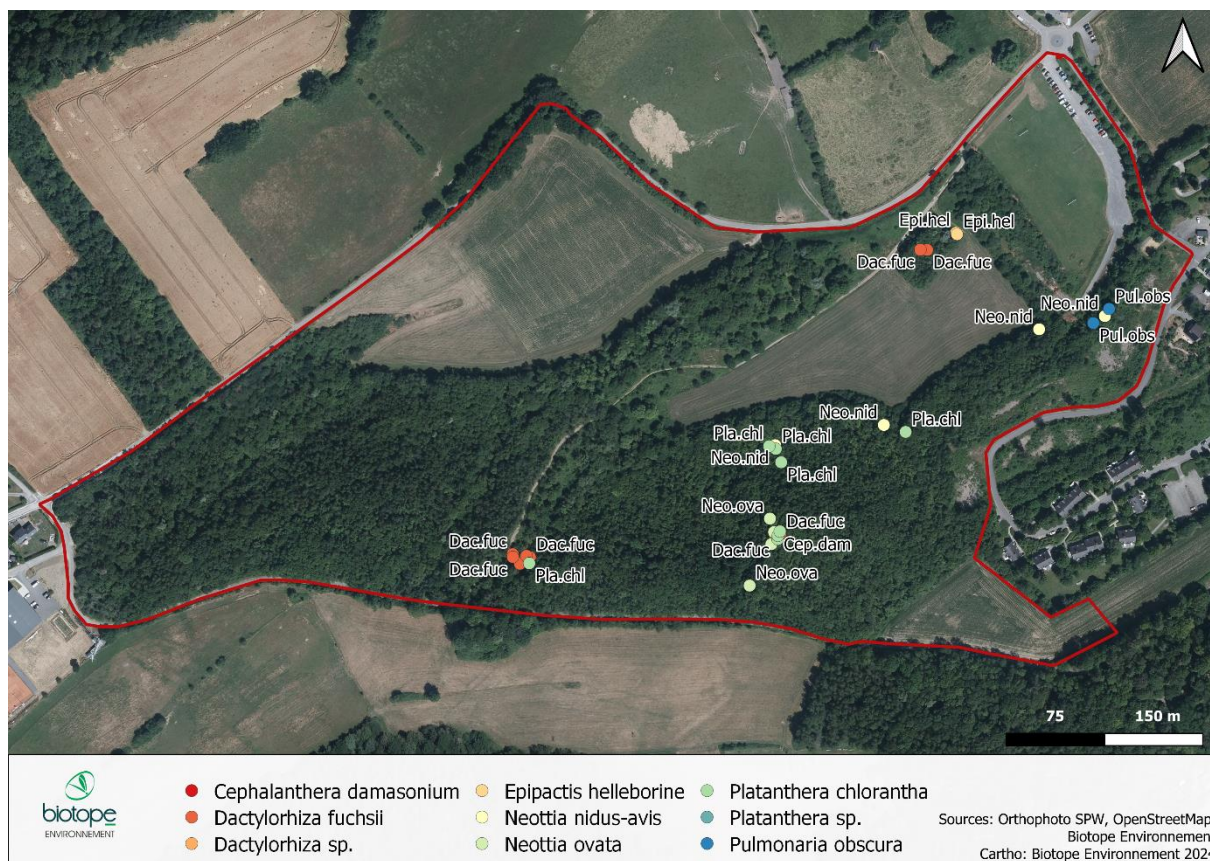 Epi.hel
Epi.hel
Dac.fuc
Dac.fuc
Neo.nid
Pul.obs
Neo.nid
Pul.obs
Neo.nid
Pla.chl
Pla.chl
Pla.chl
Neo.nid
Pla.chl
Neo.ova
Dac.fuc
Dac.fuc
Cep.dam
Neo.ova
Dac.fuc
Dac.fuc
Dac.fuc
Pla.chl
75 150 m
biotope
ENVIRONNEMENT
Cephalanthera damasonium
Dactylorhiza fuchsii
Dactylorhiza sp.
Epipactis helleborine
Neottia nidus-avis
Neottia ovata
Platanthera chlorantha
Platanthera sp.
Pulmonaria obscura
Sources: Orthophoto SPW, OpenStreetMap
Biotope Environnemen
Carto: Biotope Environnement 2024